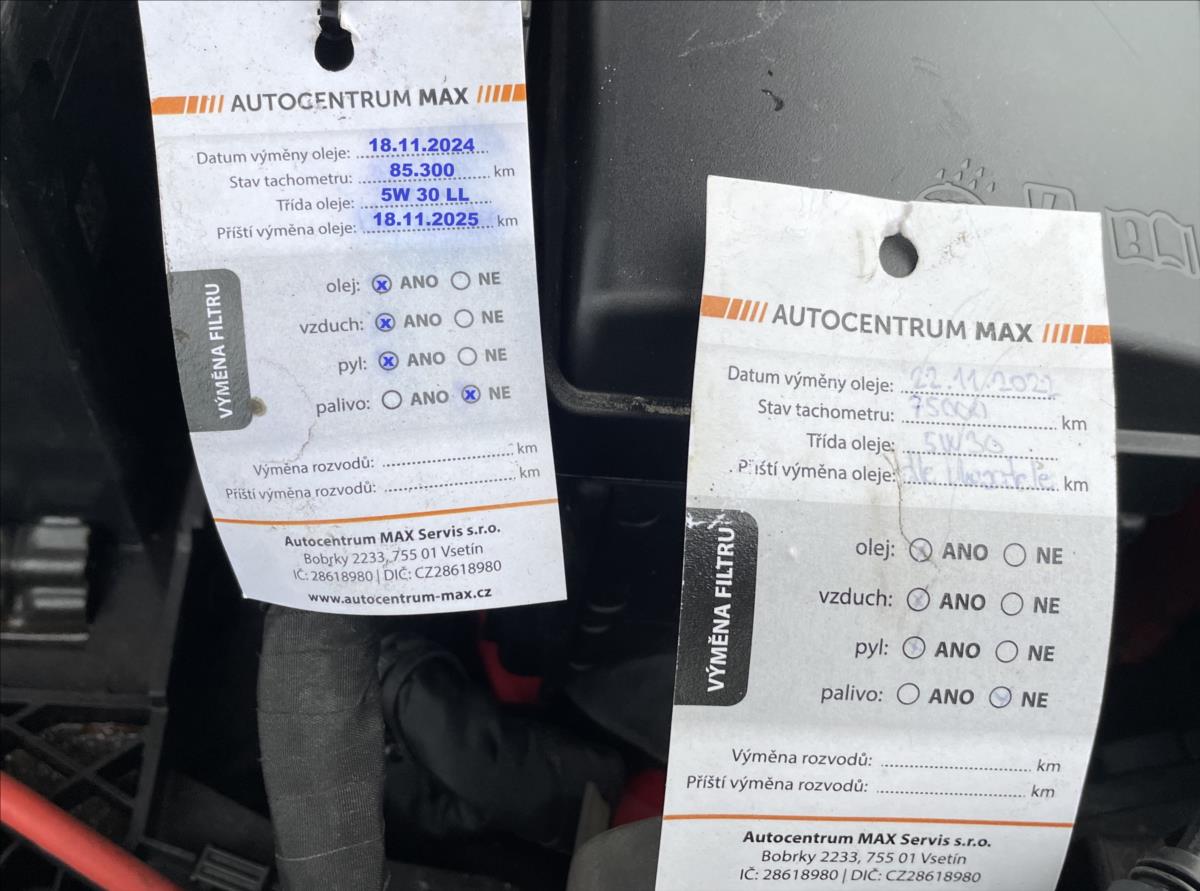 AUTOCENTRUM MAX
Datum výměny oleje: 18.11.2024
Stav tachometru: 85.300 km
Třída oleje: 5W 30 LL
Příští výměna oleje: 18.11.2025 km
VÝMĚNA FILTRU
olej: x ANO NE
vzduch: x ANO NE
pyl: x ANO NE
palivo: ANO x NE
Výměna rozvodů: km
Příští výměna rozvodů: km
Autocentrum MAX Servis s.r.o.
Bobrky 2233, 755 01 Vsetín
IČ: 28618980 | DIČ: CZ28618980
www.autocentrum-max.cz
AUTOCENTRUM MAX
Datum výměny oleje:
Stav tachometru: 75000 km
Třída oleje: 5W30
Příští výměna oleje: dle km
VÝMĚNA FILTRU
olej: x ANO NE
vzduch: x ANO NE
pyl: x ANO NE
palivo: ANO x NE
Výměna rozvodů: km
Příští výměna rozvodů: km
Autocentrum MAX Servis s.r.o.
Bobrky 2233, 755 01 Vsetín
IČ: 28618980 | DIČ: CZ28618980